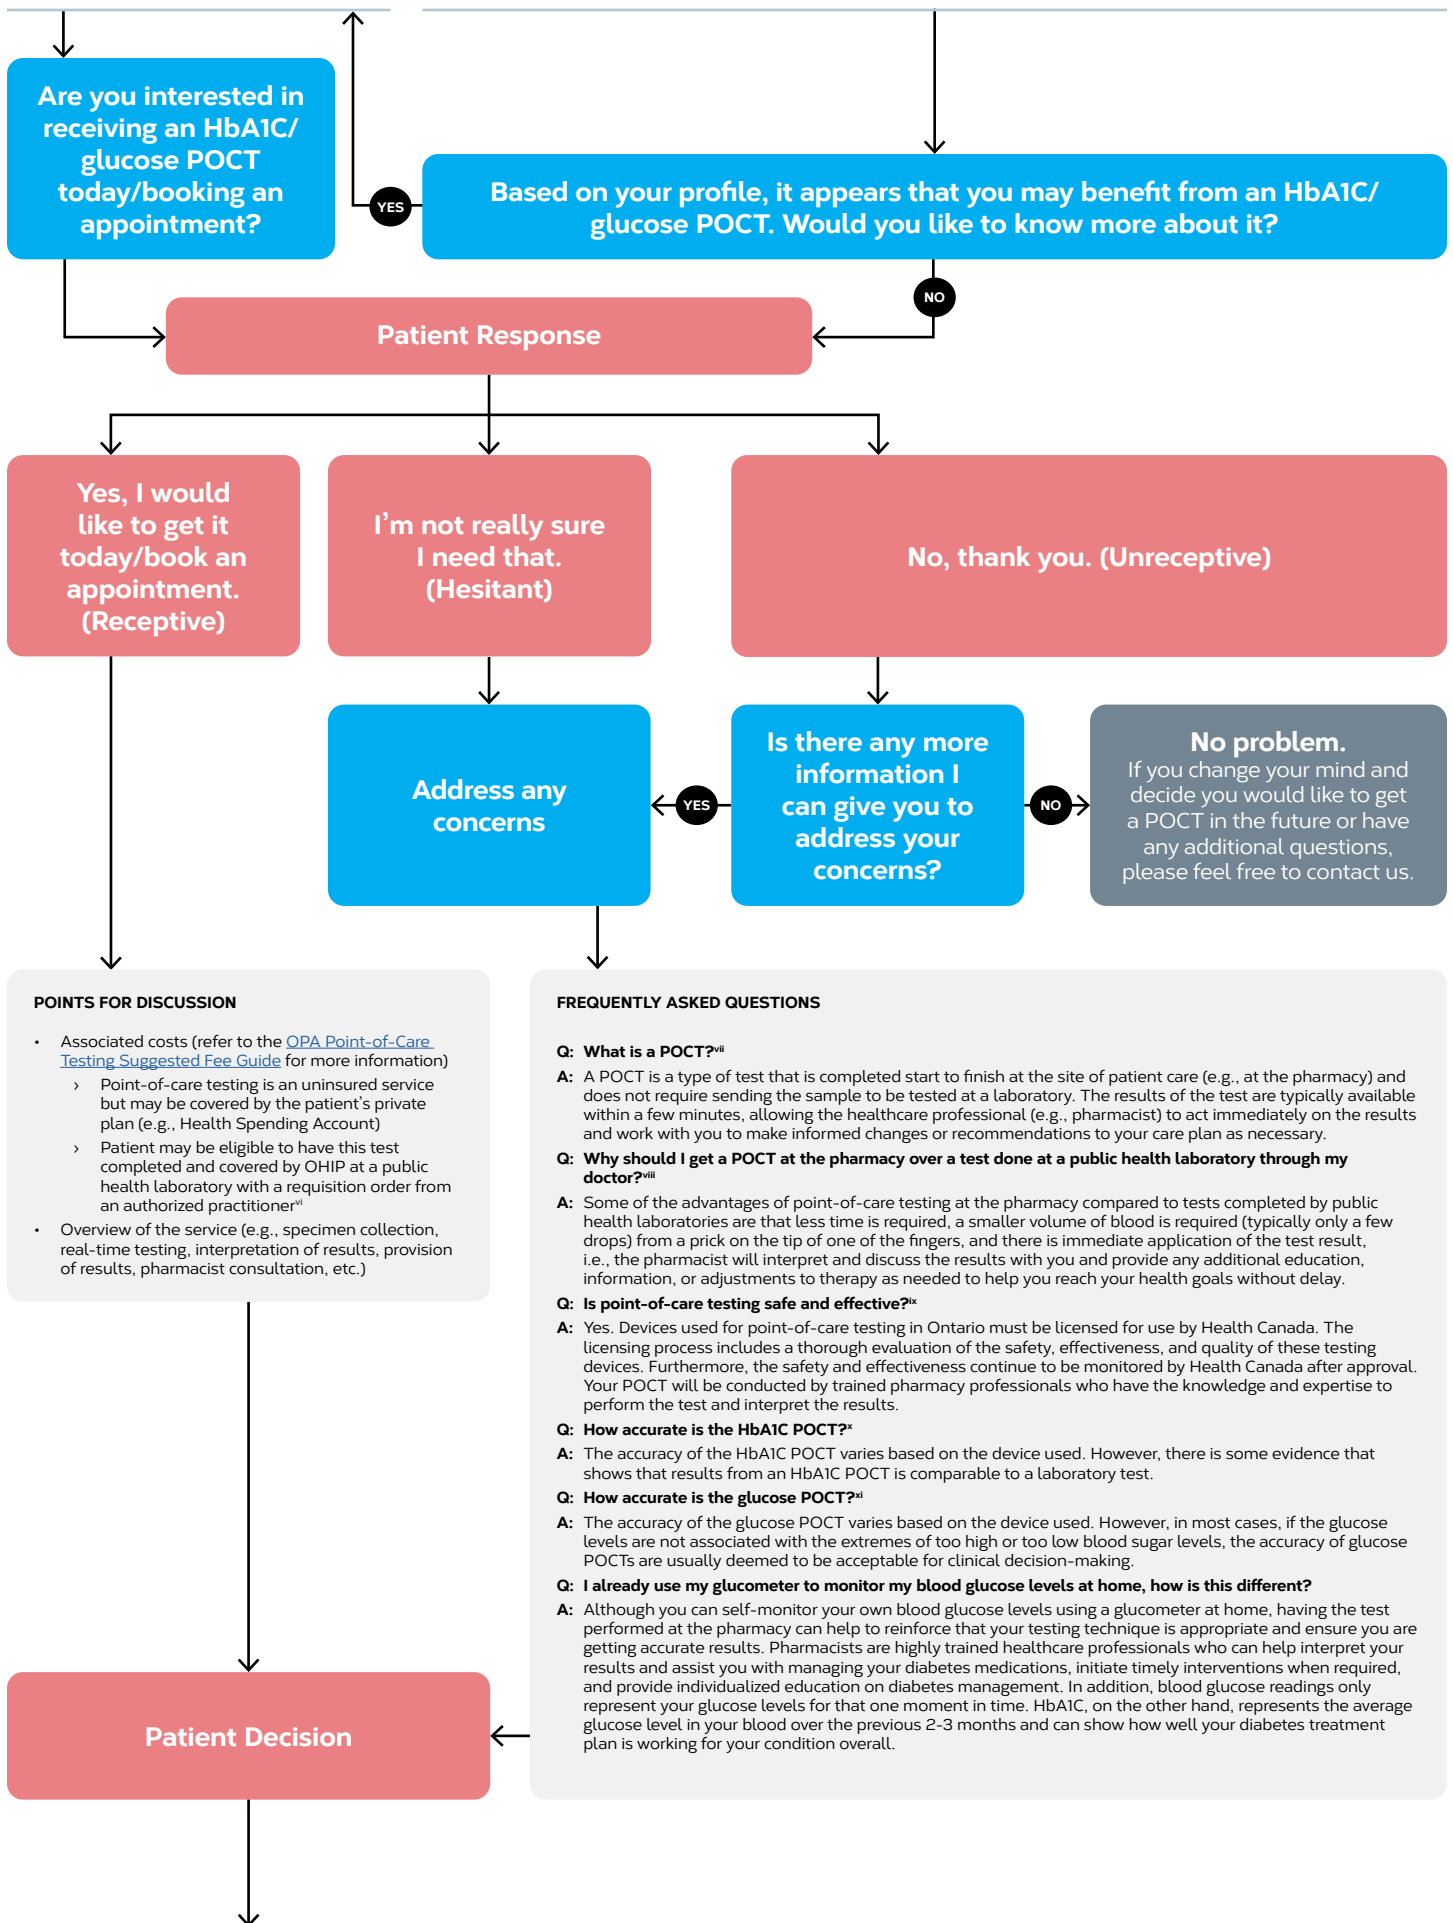 Are you interested in
receiving an HbA1C/
glucose POCT
today/booking an
appointment?
YES
Based on your profile, it appears that you may benefit from an HbA1C/
glucose POCT. Would you like to know more about it?
NO
Patient Response
Yes, I would
like to get it
today/book an
appointment.
(Receptive)
I’m not really sure
I need that.
(Hesitant)
No, thank you. (Unreceptive)
Address any
concerns
YES
Is there any more
information I
can give you to
address your
concerns?
NO
No problem.
If you change your mind and
decide you would like to get
a POCT in the future or have
any additional questions,
please feel free to contact us.
POINTS FOR DISCUSSION
• Associated costs (refer to the OPA Point-of-Care
Testing Suggested Fee Guide for more information)
› Point-of-care testing is an uninsured service
but may be covered by the patient’s private
plan (e.g., Health Spending Account)
› Patient may be eligible to have this test
completed and covered by OHIP at a public
health laboratory with a requisition order from
an authorized practitioner^vi
• Overview of the service (e.g., specimen collection,
real-time testing, interpretation of results, provision
of results, pharmacist consultation, etc.)
FREQUENTLY ASKED QUESTIONS
Q: What is a POCT?^vii
A: A POCT is a type of test that is completed start to finish at the site of patient care (e.g., at the pharmacy) and
does not require sending the sample to be tested at a laboratory. The results of the test are typically available
within a few minutes, allowing the healthcare professional (e.g., pharmacist) to act immediately on the results
and work with you to make informed changes or recommendations to your care plan as necessary.
Q: Why should I get a POCT at the pharmacy over a test done at a public health laboratory through my
doctor?^viii
A: Some of the advantages of point-of-care testing at the pharmacy compared to tests completed by public
health laboratories are that less time is required, a smaller volume of blood is required (typically only a few
drops) from a prick on the tip of one of the fingers, and there is immediate application of the test result,
i.e., the pharmacist will interpret and discuss the results with you and provide any additional education,
information, or adjustments to therapy as needed to help you reach your health goals without delay.
Q: Is point-of-care testing safe and effective?^ix
A: Yes. Devices used for point-of-care testing in Ontario must be licensed for use by Health Canada. The
licensing process includes a thorough evaluation of the safety, effectiveness, and quality of these testing
devices. Furthermore, the safety and effectiveness continue to be monitored by Health Canada after approval.
Your POCT will be conducted by trained pharmacy professionals who have the knowledge and expertise to
perform the test and interpret the results.
Q: How accurate is the HbA1C POCT?^x
A: The accuracy of the HbA1C POCT varies based on the device used. However, there is some evidence that
shows that results from an HbA1C POCT is comparable to a laboratory test.
Q: How accurate is the glucose POCT?^xi
A: The accuracy of the glucose POCT varies based on the device used. However, in most cases, if the glucose
levels are not associated with the extremes of too high or too low blood sugar levels, the accuracy of glucose
POCTs are usually deemed to be acceptable for clinical decision-making.
Q: I already use my glucometer to monitor my blood glucose levels at home, how is this different?
A: Although you can self-monitor your own blood glucose levels using a glucometer at home, having the test
performed at the pharmacy can help to reinforce that your testing technique is appropriate and ensure you are
getting accurate results. Pharmacists are highly trained healthcare professionals who can help interpret your
results and assist you with managing your diabetes medications, initiate timely interventions when required,
and provide individualized education on diabetes management. In addition, blood glucose readings only
represent your glucose levels for that one moment in time. HbA1C, on the other hand, represents the average
glucose level in your blood over the previous 2-3 months and can show how well your diabetes treatment
plan is working for your condition overall.
Patient Decision